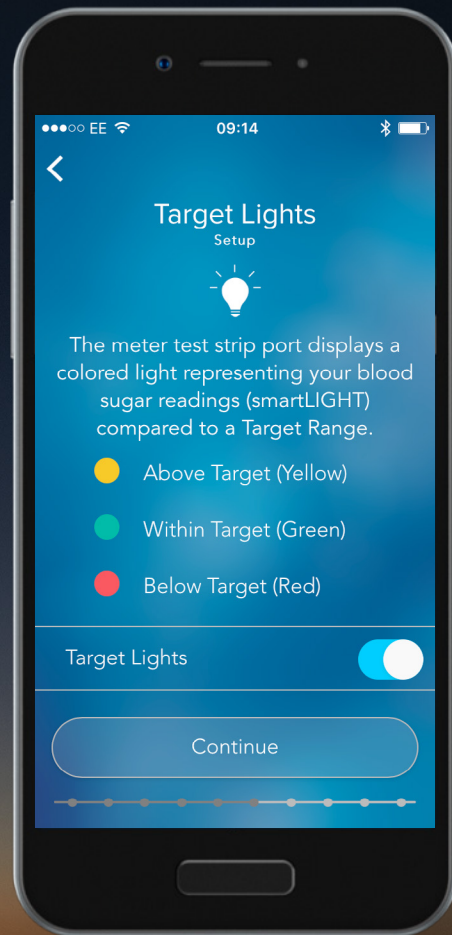 EE 09:14
Target Lights
Setup
The meter test strip port displays a
colored light representing your blood
sugar readings (smartLIGHT)
compared to a Target Range.
Above Target (Yellow)
Within Target (Green)
Below Target (Red)
Target Lights
Continue